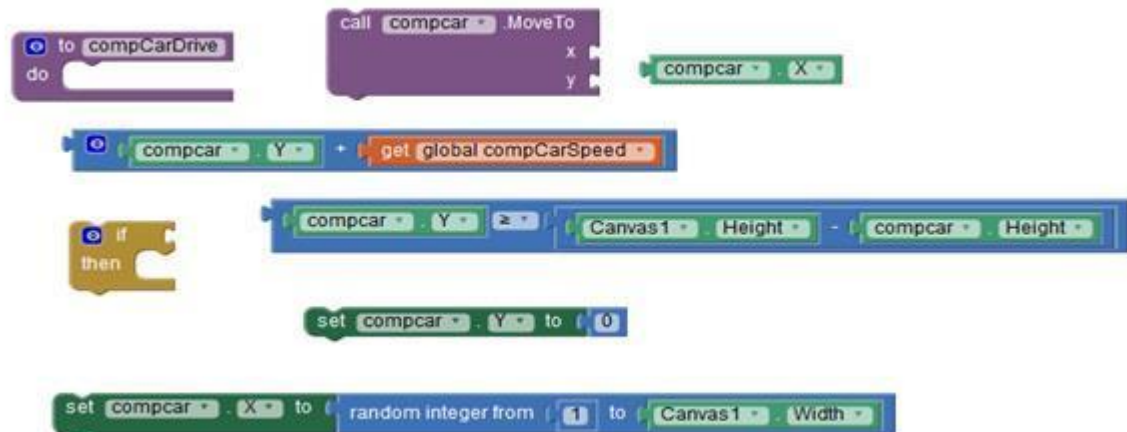 to compCarDrive
do
call compcar .MoveTo
x
y
compcar . X
compcar . Y + get global compCarSpeed
if
then
compcar . Y ≥ Canvas1 . Height - compcar . Height
set compcar . Y to 0
set compcar . X to random integer from 1 to Canvas1 . Width